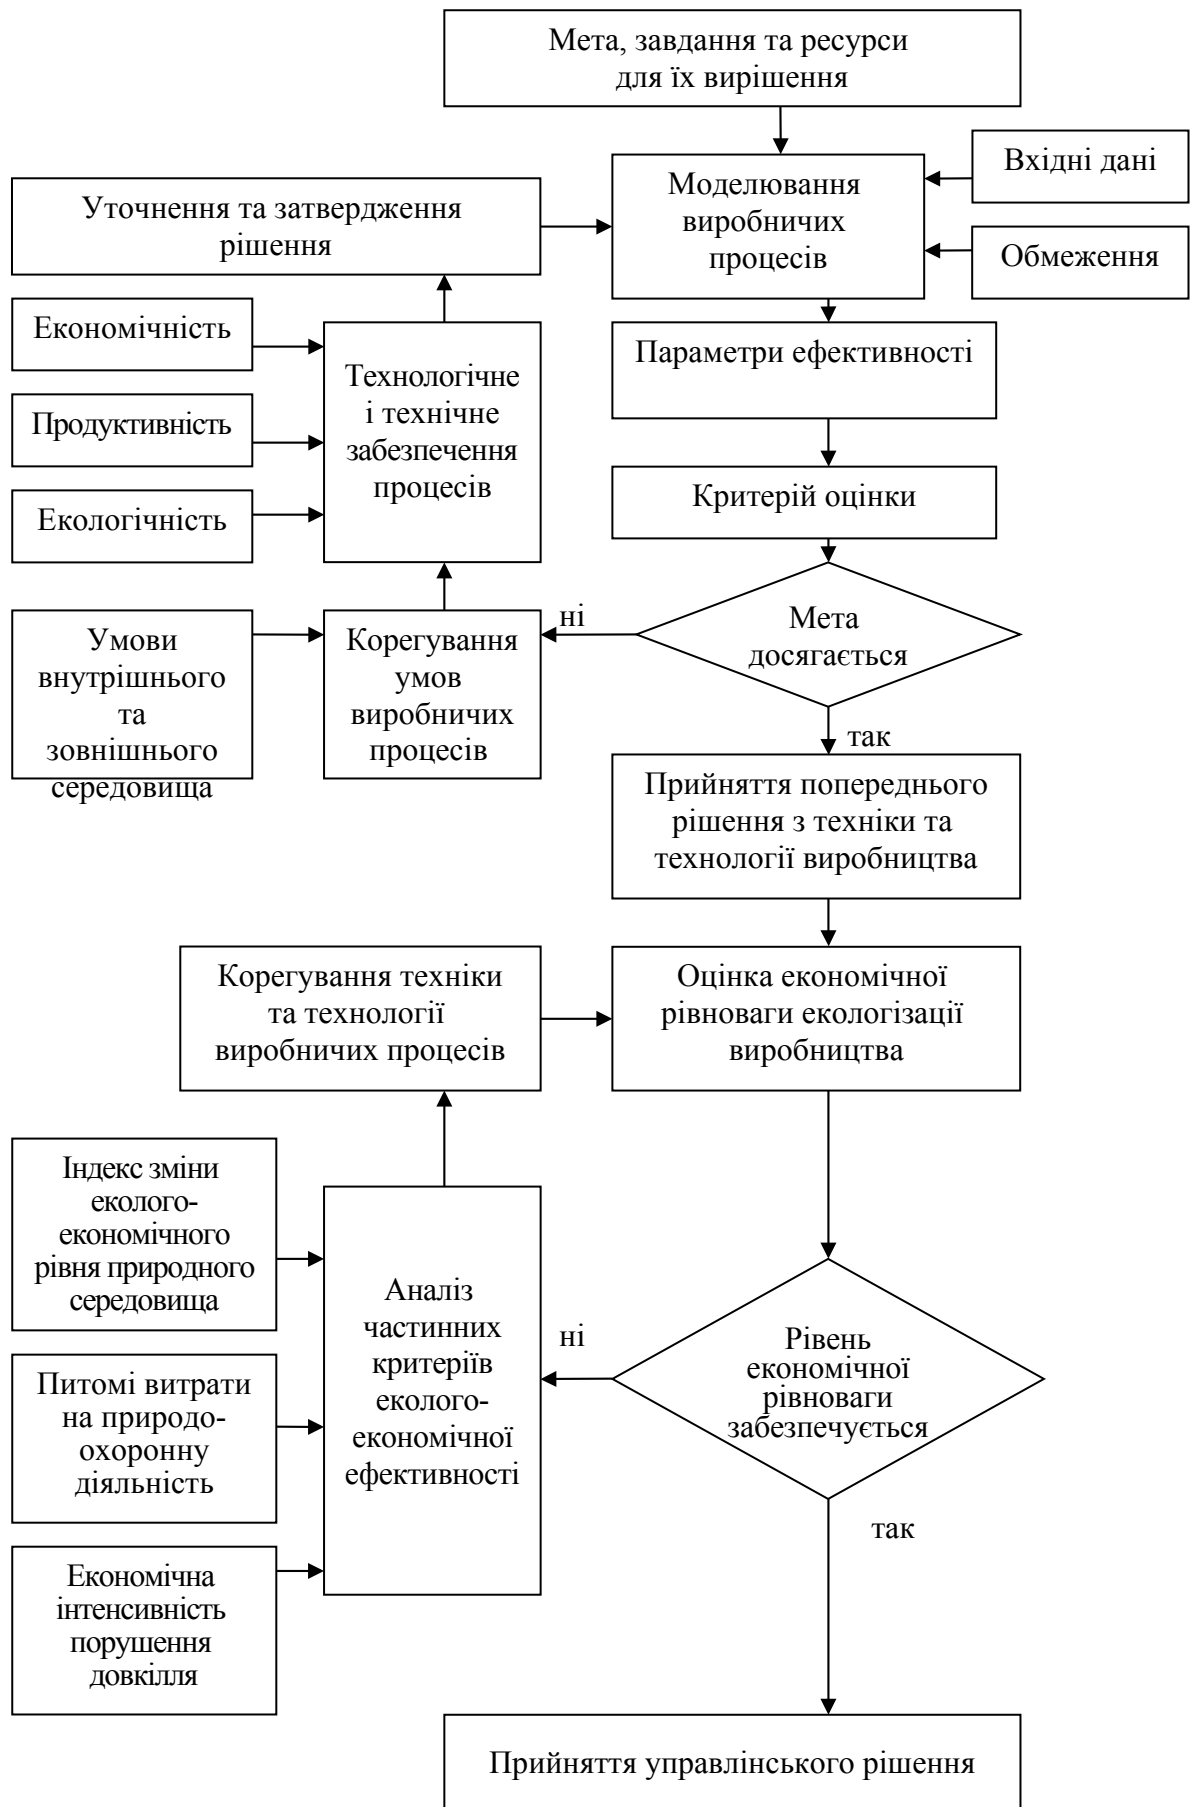 Мета, завдання та ресурси
для їх вирішення
Вхідні дані
Моделювання
виробничих
процесів
Уточнення та затвердження
рішення
Обмеження
Економічність
Параметри ефективності
Технологічне
і технічне
забезпечення
процесів
Продуктивність
Критерій оцінки
Екологічність
ні
Мета
досягається
Умови
внутрішнього
та
зовнішнього
середовища
Корегування
умов
виробничих
процесів
так
Прийняття попереднього
рішення з техніки та
технології виробництва
Корегування техніки
та технології
виробничих процесів
Оцінка економічної
рівноваги екологізації
виробництва
Індекс зміни
еколого-
економічного
рівня природного
середовища
Аналіз
частинних
критеріїв
еколого-
економічної
ефективності
ні
Рівень
економічної
рівноваги
забезпечується
Питомі витрати
на природо-
охоронну
діяльність
так
Економічна
інтенсивність
порушення
довкілля
Прийняття управлінського рішення